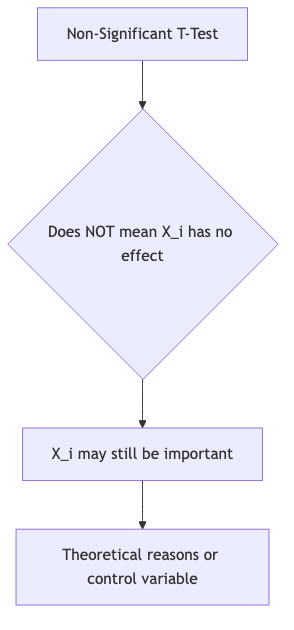 Non-Significant T-Test
Does NOT mean X_i has no
effect
X_i may still be important
Theoretical reasons or
control variable